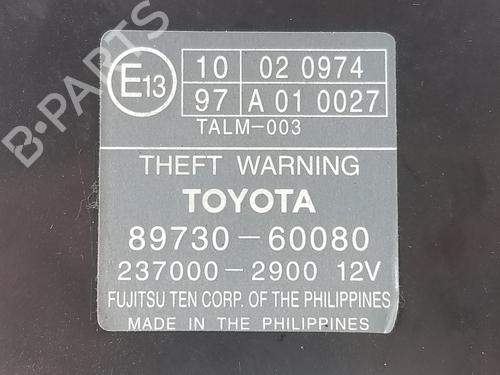 B-PARTS
E13
10 02 0974
97 A 01 0027
TALM-003
THEFT WARNING
TOYOTA
89730-60080
237000-2900 12V
FUJITSU TEN CORP. OF THE PHILIPPINES
MADE IN THE PHILIPPINES